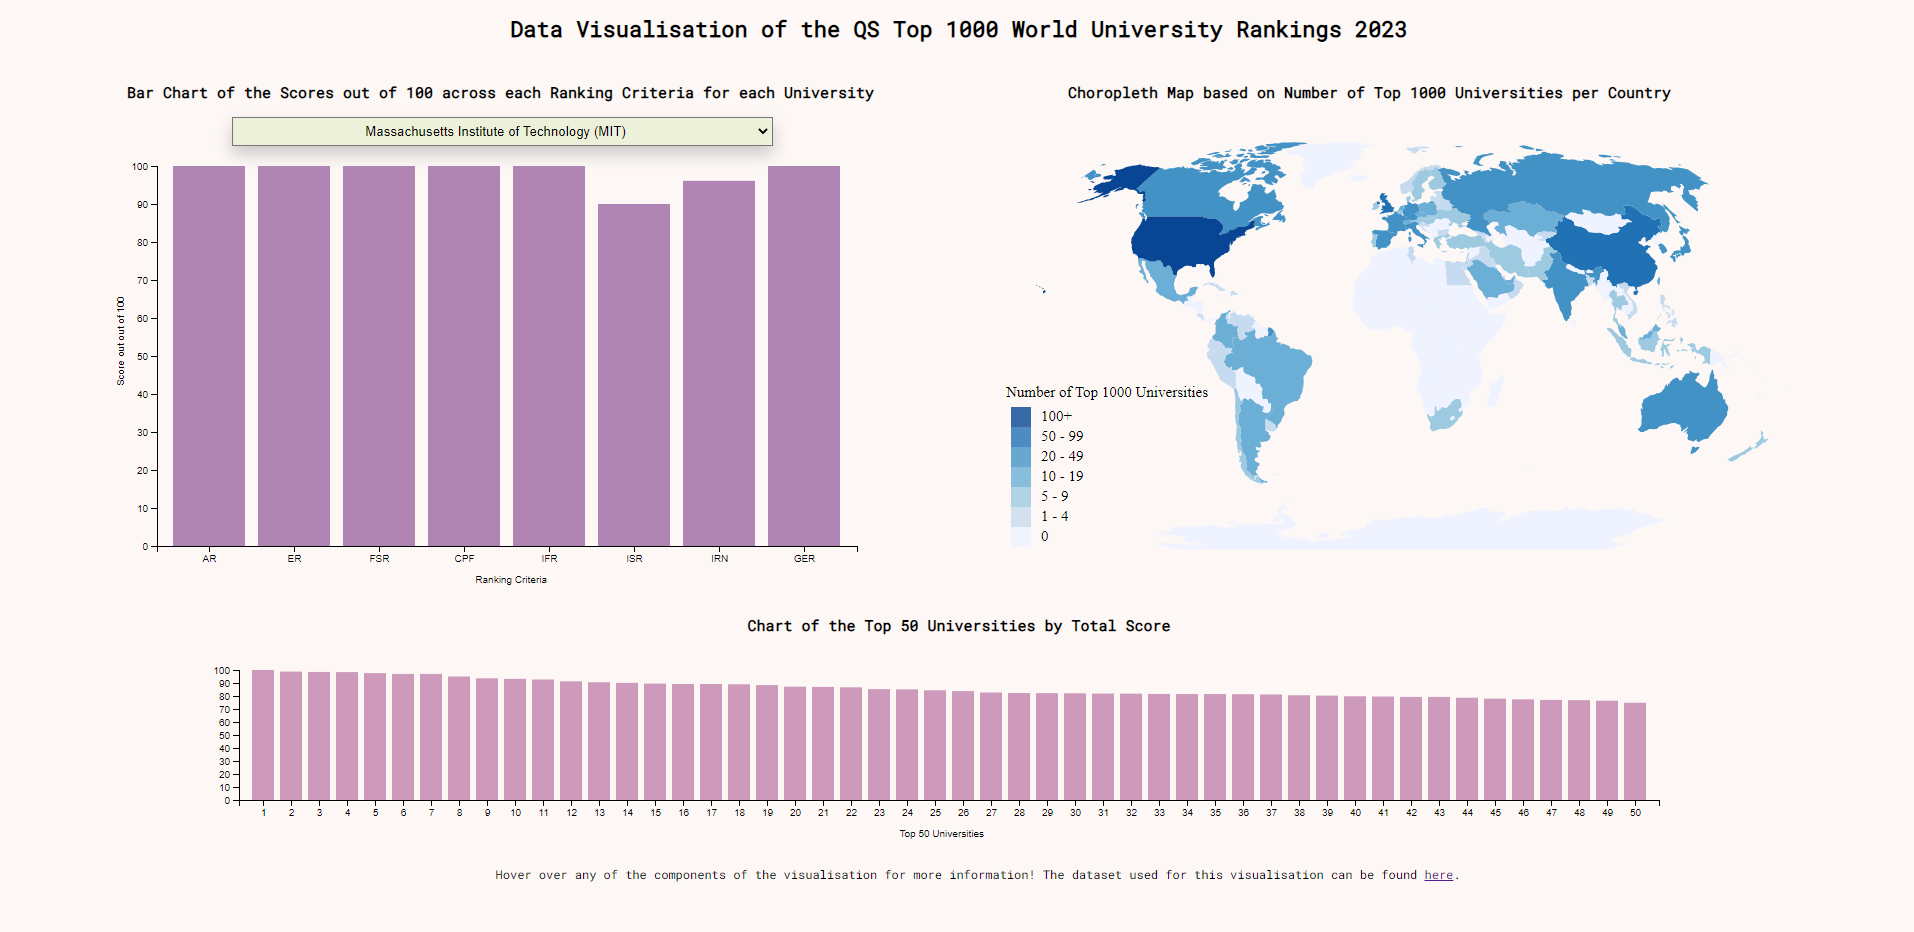 Data Visualisation of the QS Top 1000 World University Rankings 2023
Bar Chart of the Scores out of 100 across each Ranking Criteria for each University
Massachusetts Institute of Technology (MIT)
100
90
80
70
60
50
40
30
20
10
0
Score out out of 100
AR ER FSR CPF IFR ISR IRN GER
Ranking Criteria
Choropleth Map based on Number of Top 1000 Universities per Country
Number of Top 1000 Universities
100+
50 - 99
20 - 49
10 - 19
5 - 9
1 - 4
0
Chart of the Top 50 Universities by Total Score
100
90
80
70
60
50
40
30
20
10
0
1 2 3 4 5 6 7 8 9 10 11 12 13 14 15 16 17 18 19 20 21 22 23 24 25 26 27 28 29 30 31 32 33 34 35 36 37 38 39 40 41 42 43 44 45 46 47 48 49 50
Top 50 Universities
Hover over any of the components of the visualisation for more information! The dataset used for this visualisation can be found here.